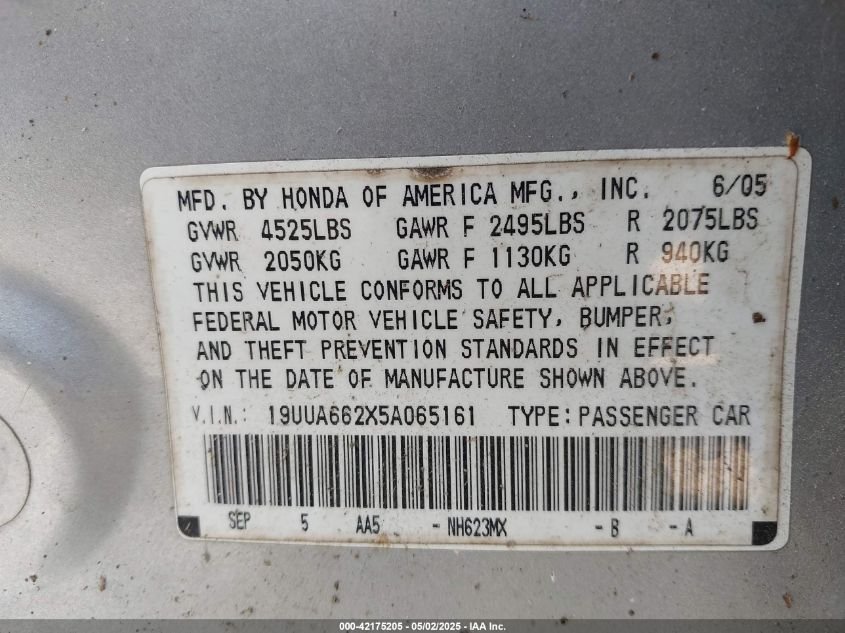 MFD. BY HONDA OF AMERICA MFG., INC. 6/05
GVWR 4525LBS GAWR F 2495LBS R 2075LBS
GVWR 2050KG GAWR F 1130KG R 940KG
THIS VEHICLE CONFORMS TO ALL APPLICABLE
FEDERAL MOTOR VEHICLE SAFETY, BUMPER,
AND THEFT PREVENTION STANDARDS IN EFFECT
ON THE DATE OF MANUFACTURE SHOWN ABOVE.
V.I.N.: 19UUA662X5A065161 TYPE: PASSENGER CAR
SEP 5 AA5 - NH623MX - B - A
000-42175205 - 05/02/2025 - IAA Inc.